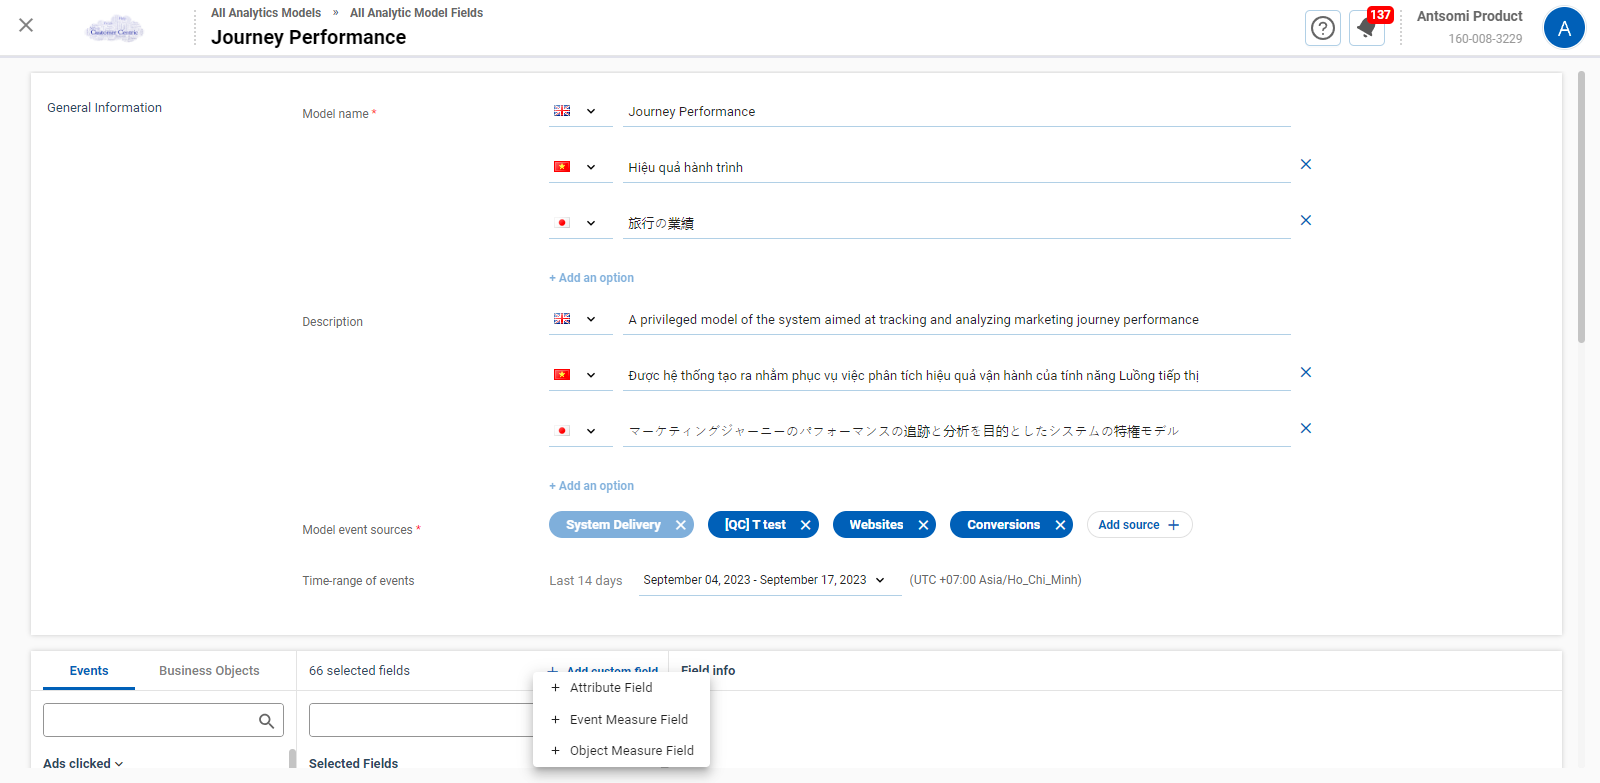 All Analytics Models » All Analytic Model Fields
Customer Centric
Journey Performance
137
Antsomi Product
160-008-3229
A
General Information
Model name *
Journey Performance
Hiệu quả hành trình
旅行の業績
+ Add an option
Description
A privileged model of the system aimed at tracking and analyzing marketing journey performance
Được hệ thống tạo ra nhằm phục vụ việc phân tích hiệu quả vận hành của tính năng Luồng tiếp thị
マーケティングジャーニーのパフォーマンスの追跡と分析を目的としたシステムの特権モデル
+ Add an option
Model event sources *
System Delivery
[QC] T test
Websites
Conversions
Add source +
Time-range of events
Last 14 days
September 04, 2023 - September 17, 2023
(UTC +07:00 Asia/Ho_Chi_Minh)
Events
Business Objects
66 selected fields
+ Add custom field
Field info
+ Attribute Field
+ Event Measure Field
+ Object Measure Field
Ads clicked
Selected Fields